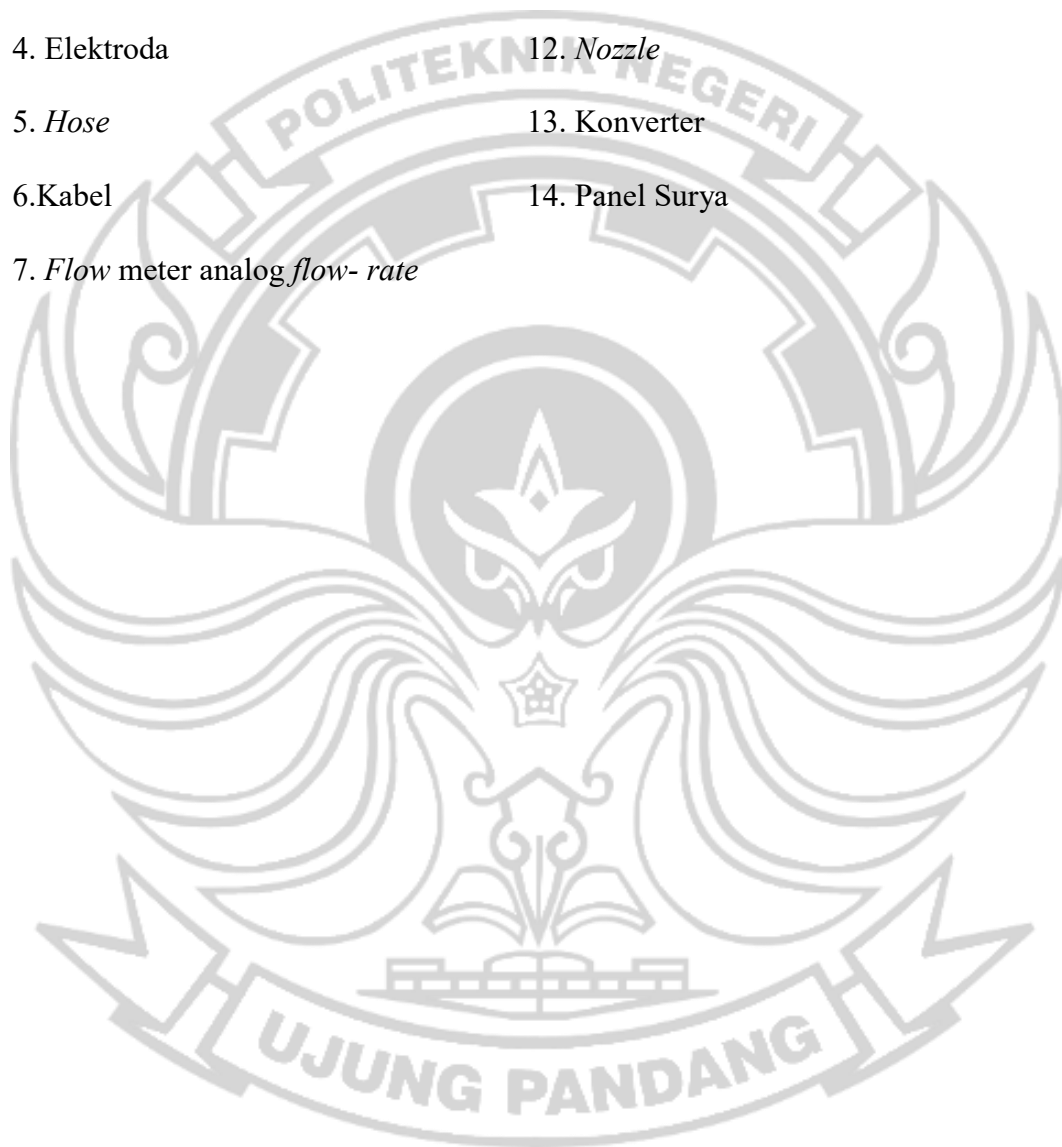 4. Elektroda 12. Nozzle
5. Hose 13. Konverter
6.Kabel 14. Panel Surya
7. Flow meter analog flow- rate
POLITEKNIK NEGERI
UJUNG PANDANG